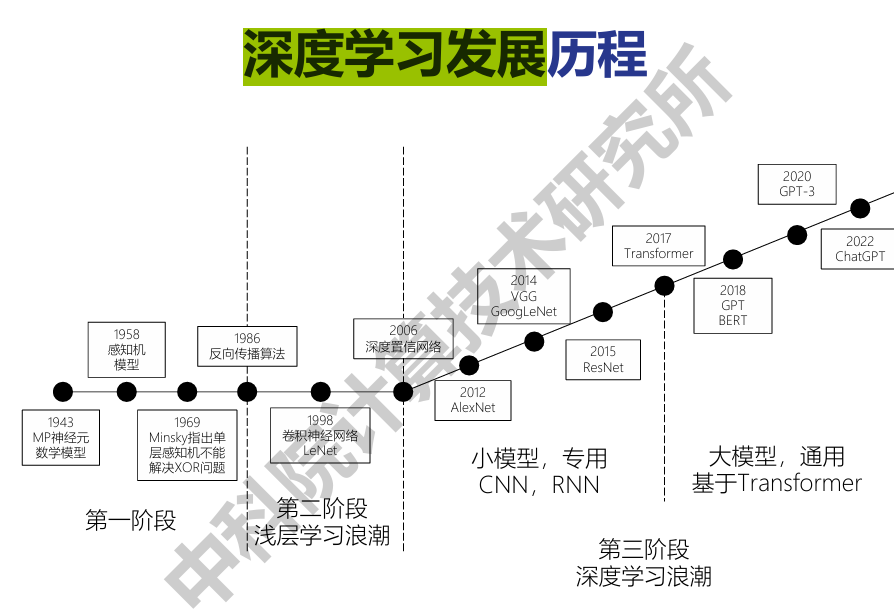 深度学习发展历程
中科院计算技术研究所
2020
GPT-3
2022
ChatGPT
2017
Transformer
2018
GPT
BERT
2014
VGG
GoogLeNet
2015
ResNet
2006
深度置信网络
2012
AlexNet
1986
反向传播算法
1998
卷积神经网络
LeNet
1958
感知机
模型
1943
MP神经元
数学模型
1969
Minsky指出单
层感知机不能
解决XOR问题
小模型，专用
CNN，RNN
大模型，通用
基于Transformer
第一阶段
第二阶段
浅层学习浪潮
第三阶段
深度学习浪潮